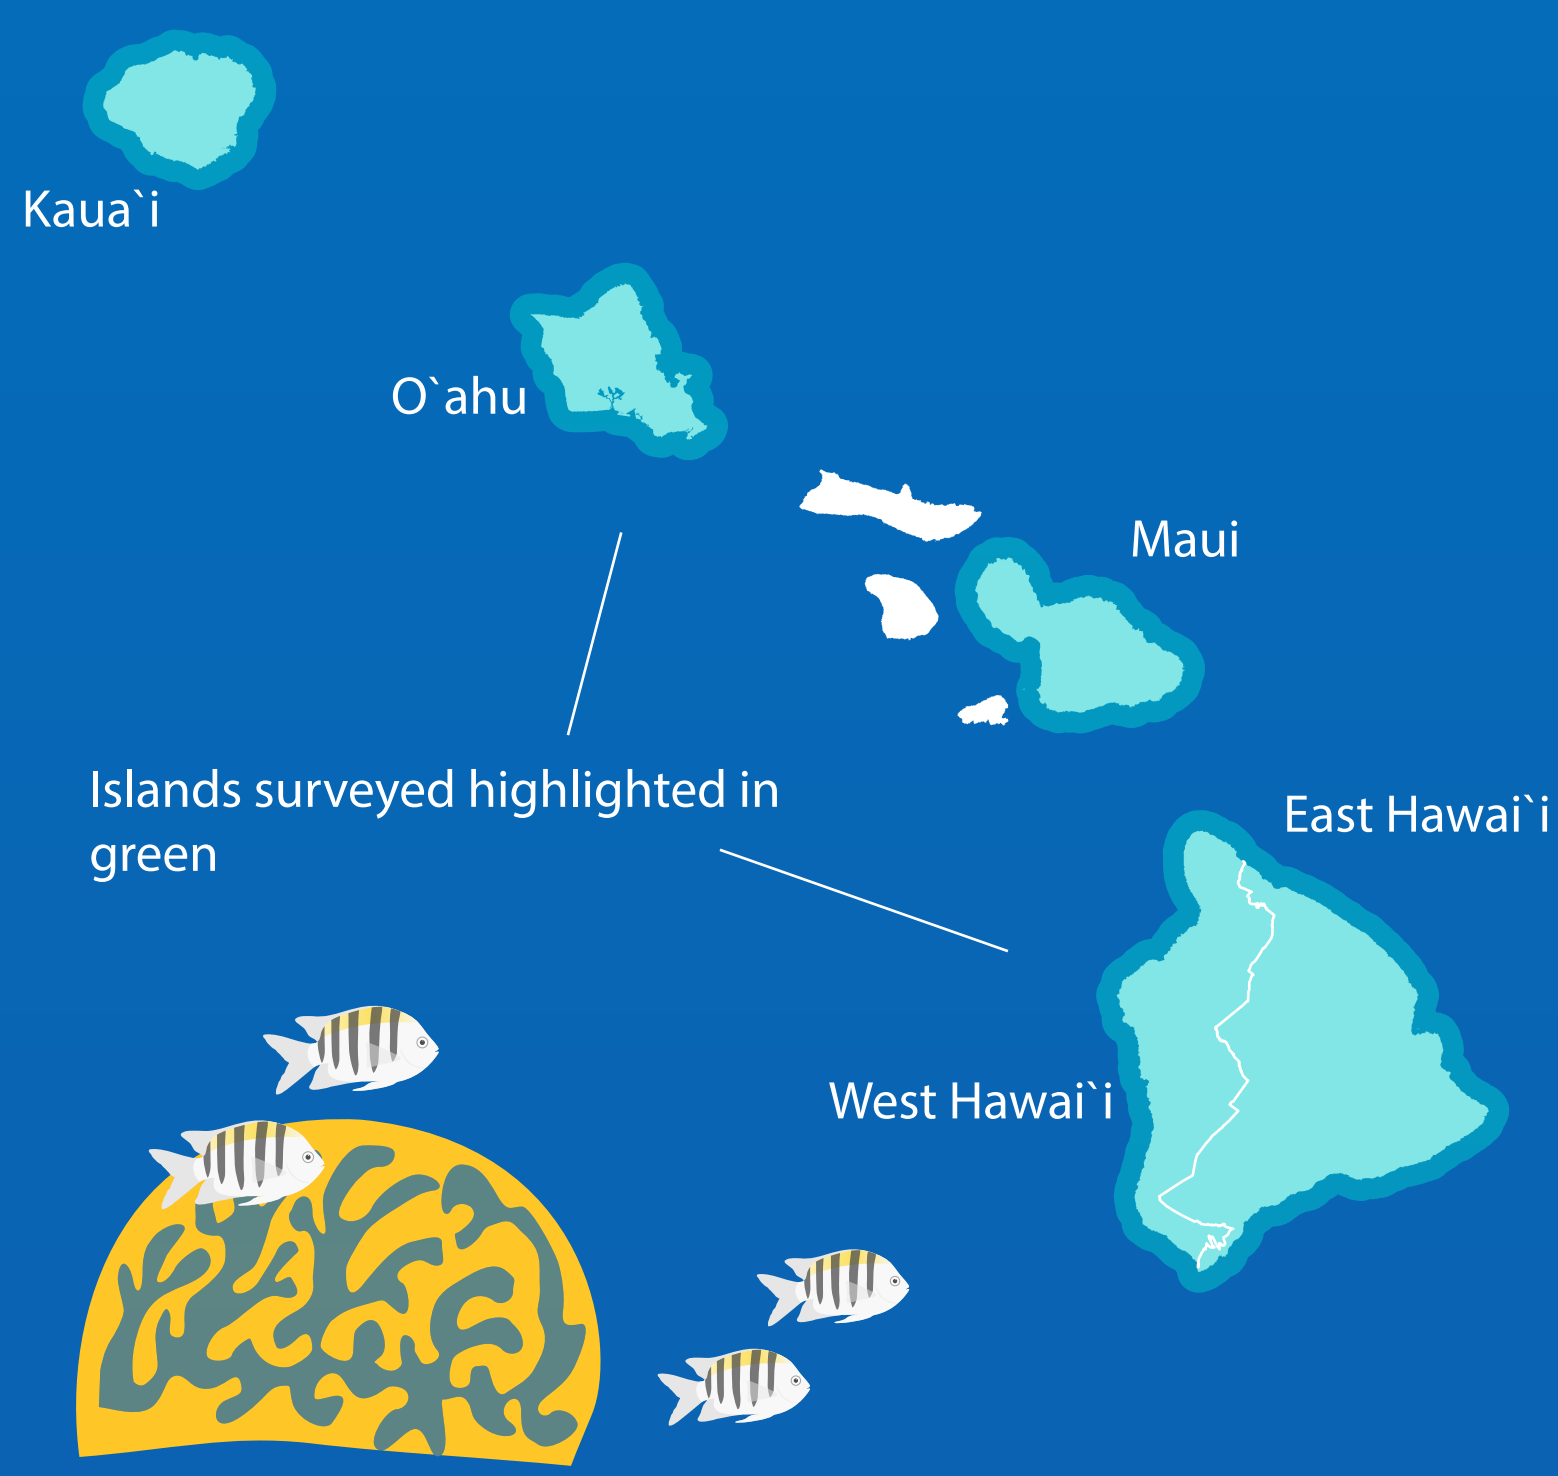 Kaua`i
O`ahu
Maui
Islands surveyed highlighted in
green
East Hawai`i
West Hawai`i